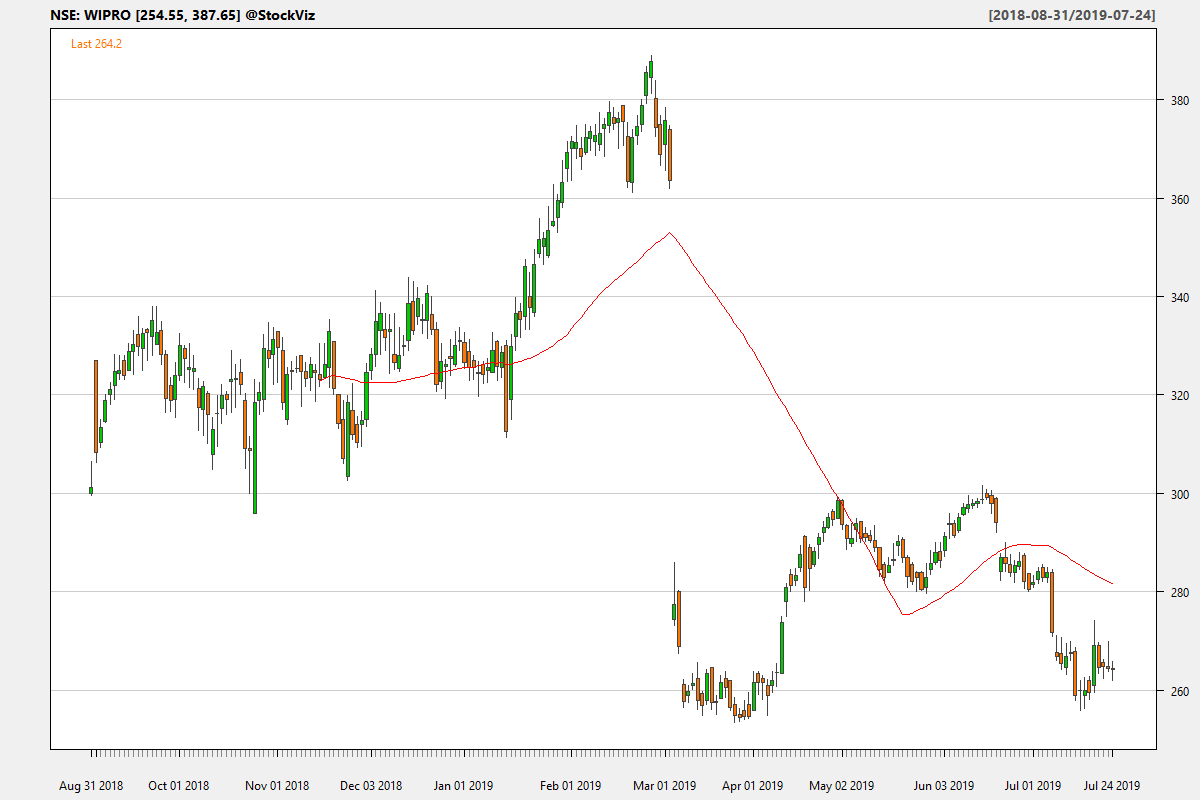 NSE: WIPRO [254.55, 387.65] @StockViz [2018-08-31/2019-07-24]
Last 264.2
380
360
340
320
300
280
260
Aug 31 2018 Oct 01 2018 Nov 01 2018 Dec 03 2018 Jan 01 2019 Feb 01 2019 Mar 01 2019 Apr 01 2019 May 02 2019 Jun 03 2019 Jul 01 2019 Jul 24 2019